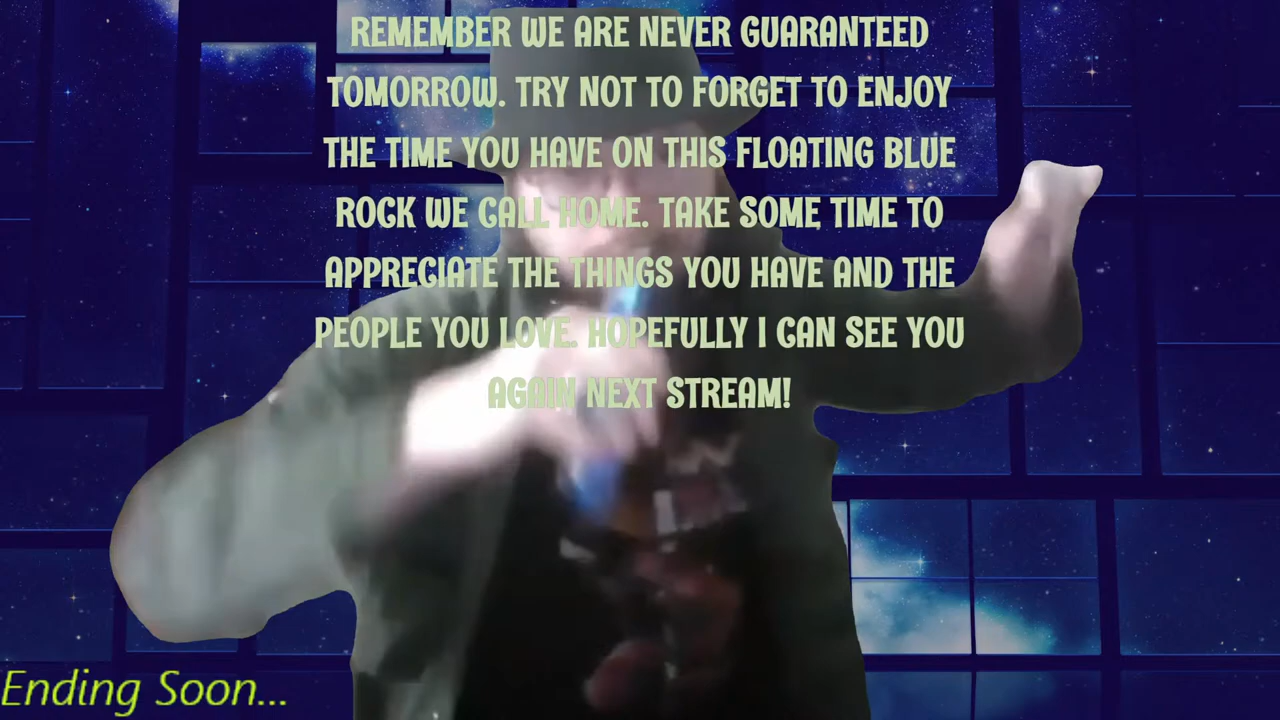 REMEMBER WE ARE NEVER GUARANTEED
TOMORROW. TRY NOT TO FORGET TO ENJOY
THE TIME YOU HAVE ON THIS FLOATING BLUE
ROCK WE CALL HOME. TAKE SOME TIME TO
APPRECIATE THE THINGS YOU HAVE AND THE
PEOPLE YOU LOVE. HOPEFULLY I CAN SEE YOU
AGAIN NEXT STREAM!
Ending Soon...